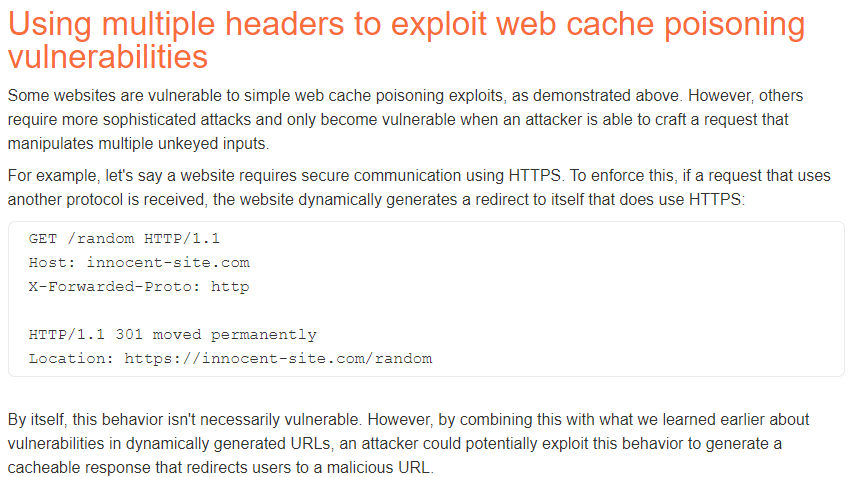 Using multiple headers to exploit web cache poisoning
vulnerabilities
Some websites are vulnerable to simple web cache poisoning exploits, as demonstrated above. However, others
require more sophisticated attacks and only become vulnerable when an attacker is able to craft a request that
manipulates multiple unkeyed inputs.
For example, let's say a website requires secure communication using HTTPS. To enforce this, if a request that uses
another protocol is received, the website dynamically generates a redirect to itself that does use HTTPS:
GET /random HTTP/1.1
Host: innocent-site.com
X-Forwarded-Proto: http
HTTP/1.1 301 moved permanently
Location: https://innocent-site.com/random
By itself, this behavior isn't necessarily vulnerable. However, by combining this with what we learned earlier about
vulnerabilities in dynamically generated URLs, an attacker could potentially exploit this behavior to generate a
cacheable response that redirects users to a malicious URL.